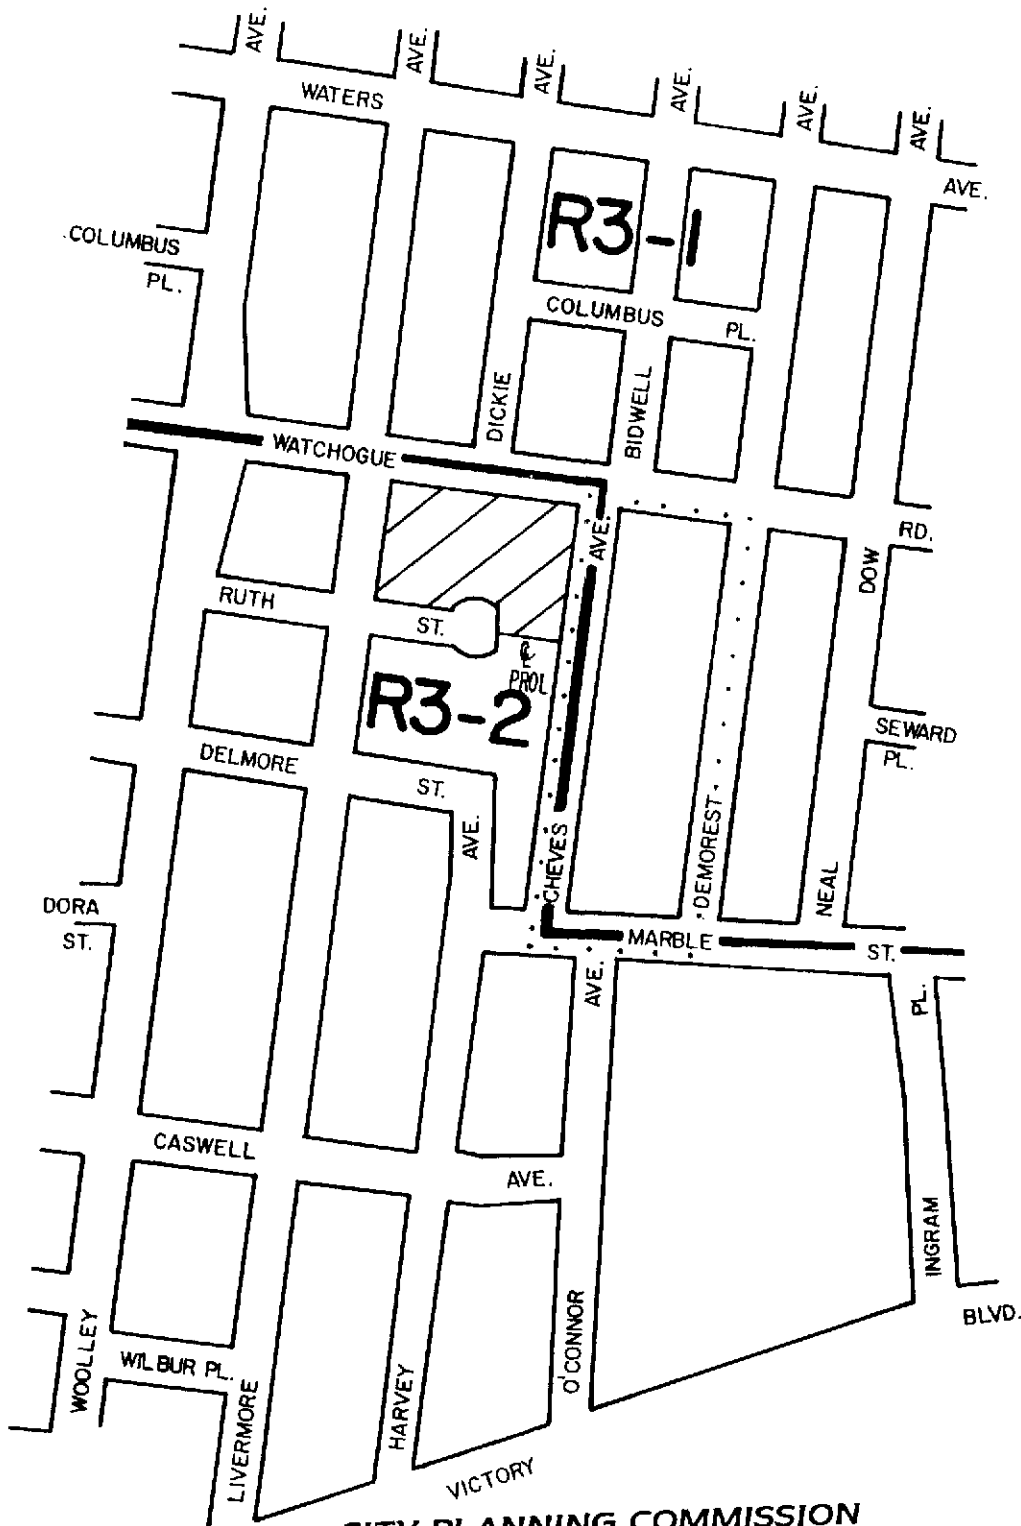 AVE.
AVE.
AVE.
AVE.
AVE.
AVE.
WATERS
AVE.
R3-1
COLUMBUS
PL.
COLUMBUS
PL.
DICKIE
BIDWELL
WATCHOGUE
RD.
AVE.
DOW
RUTH
ST.
℄
PROL
R3-2
SEWARD
PL.
DELMORE
ST.
AVE.
CHEVES
DEMOREST
NEAL
DORA
ST.
MARBLE
ST.
AVE.
PL.
CASWELL
AVE.
INGRAM
BLVD.
WOOLLEY
WILBUR PL.
LIVERMORE
HARVEY
O'CONNOR
VICTORY
CITY PLANNING COMMISSION